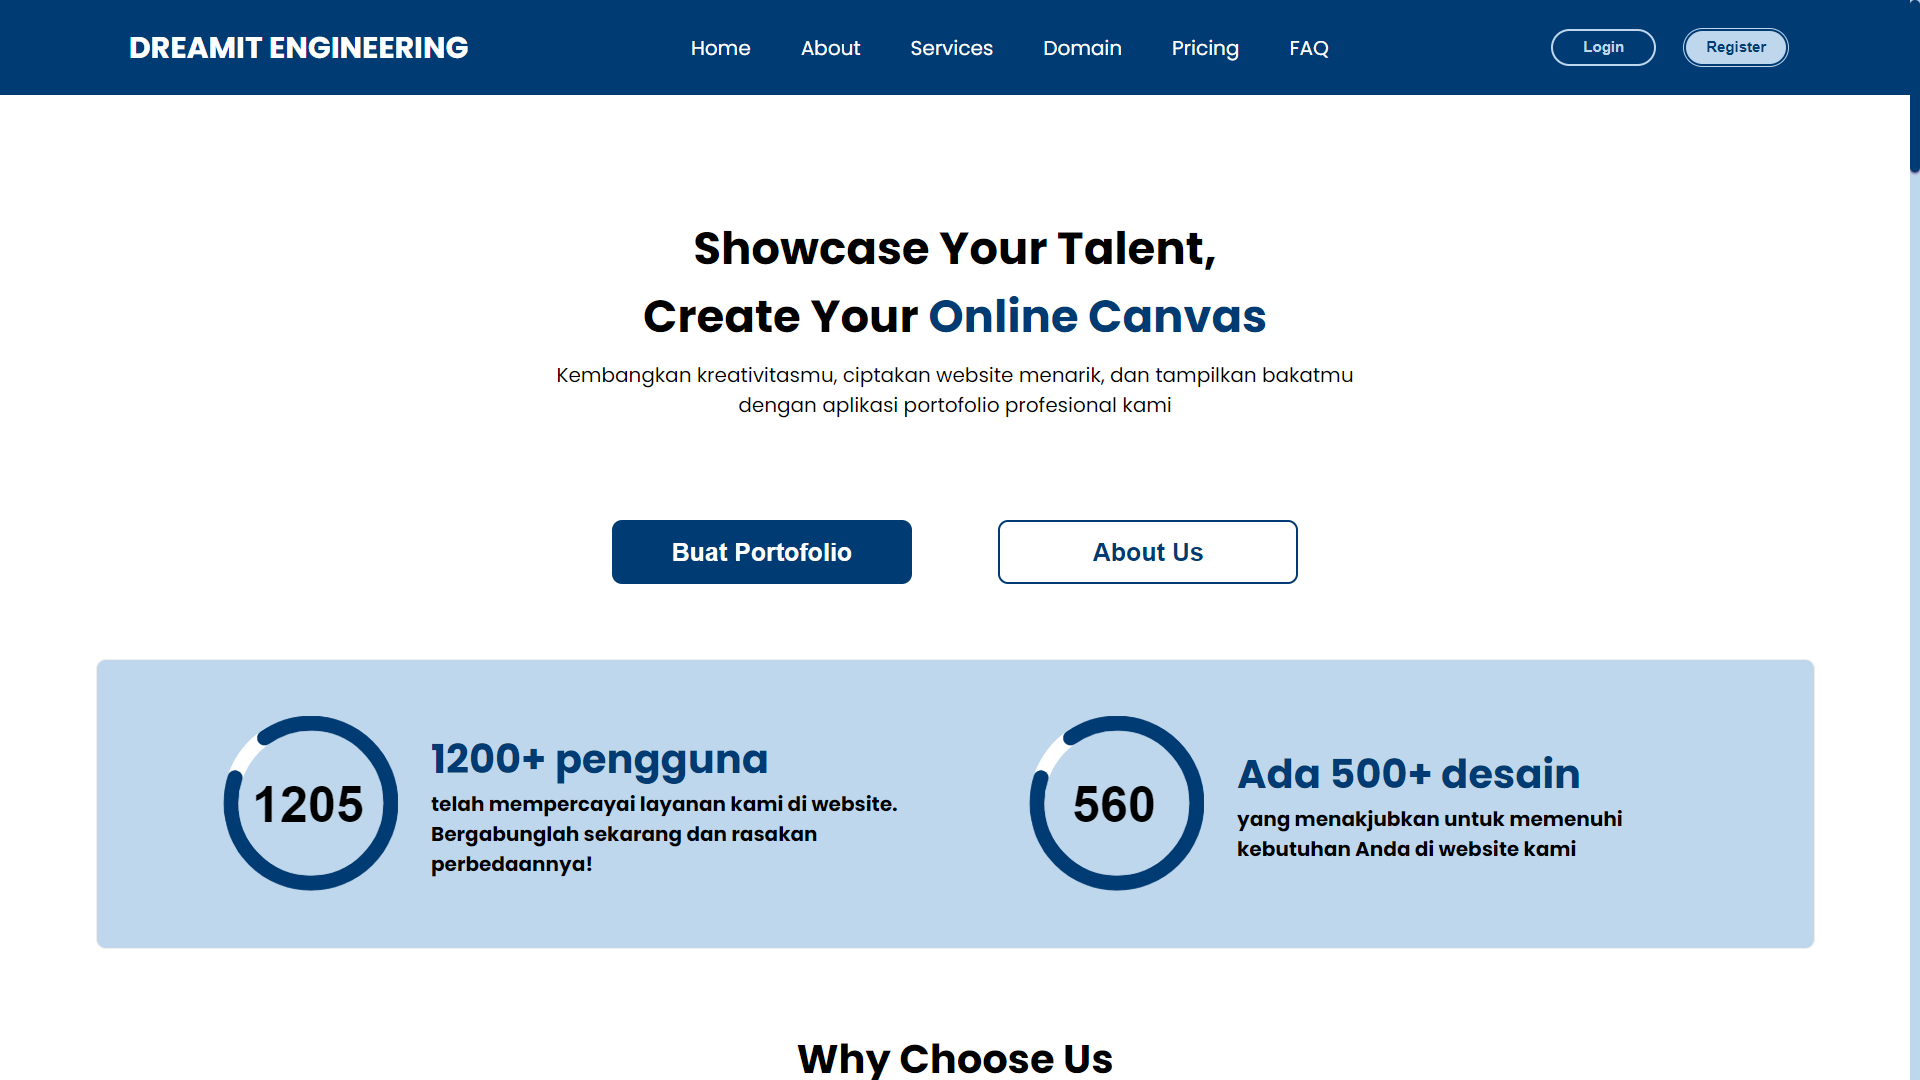 DREAMIT ENGINEERING
Home
About
Services
Domain
Pricing
FAQ
Login
Register
Showcase Your Talent,
Create Your Online Canvas
Kembangkan kreativitasmu, ciptakan website menarik, dan tampilkan bakatmu
dengan aplikasi portofolio profesional kami
Buat Portofolio
About Us
1205
1200+ pengguna
telah mempercayai layanan kami di website.
Bergabunglah sekarang dan rasakan
perbedaannya!
560
Ada 500+ desain
yang menakjubkan untuk memenuhi
kebutuhan Anda di website kami
Why Choose Us